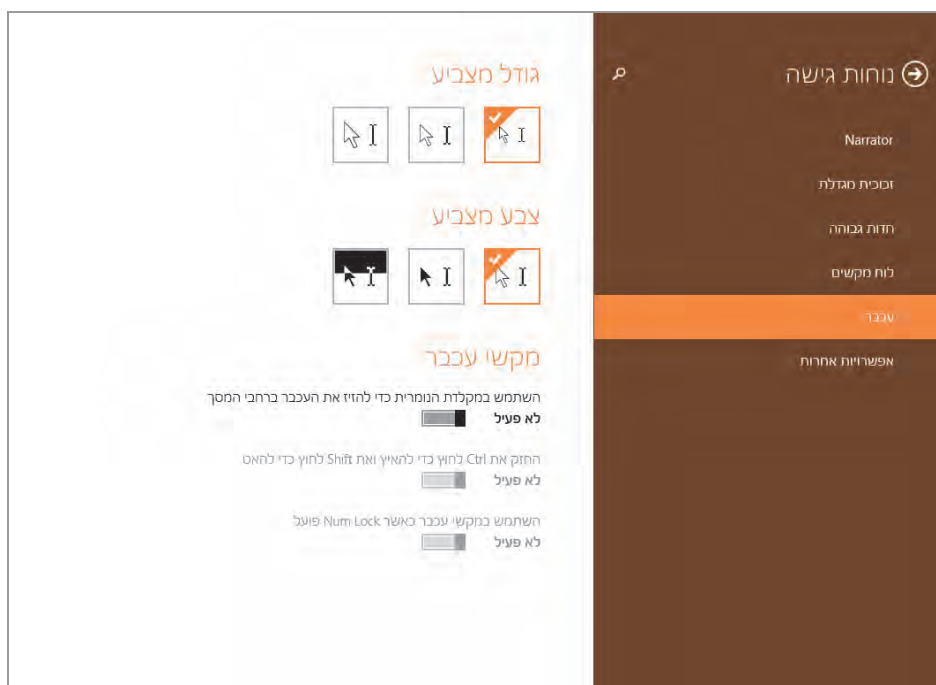 נוחות גישה
Narrator
זכוכית מגדלת
חדות גבוהה
לוח מקשים
עכבר
אפשרויות אחרות
גודל מצביע
צבע מצביע
מקשי עכבר
השתמש במקלדת הנומרית כדי להזיז את העכבר ברחבי המסך
לא פעיל
החזק את Ctrl לחוץ כדי להאיץ ואת Shift לחוץ כדי להאט
לא פעיל
השתמש במקשי עכבר כאשר Num Lock פועל
לא פעיל